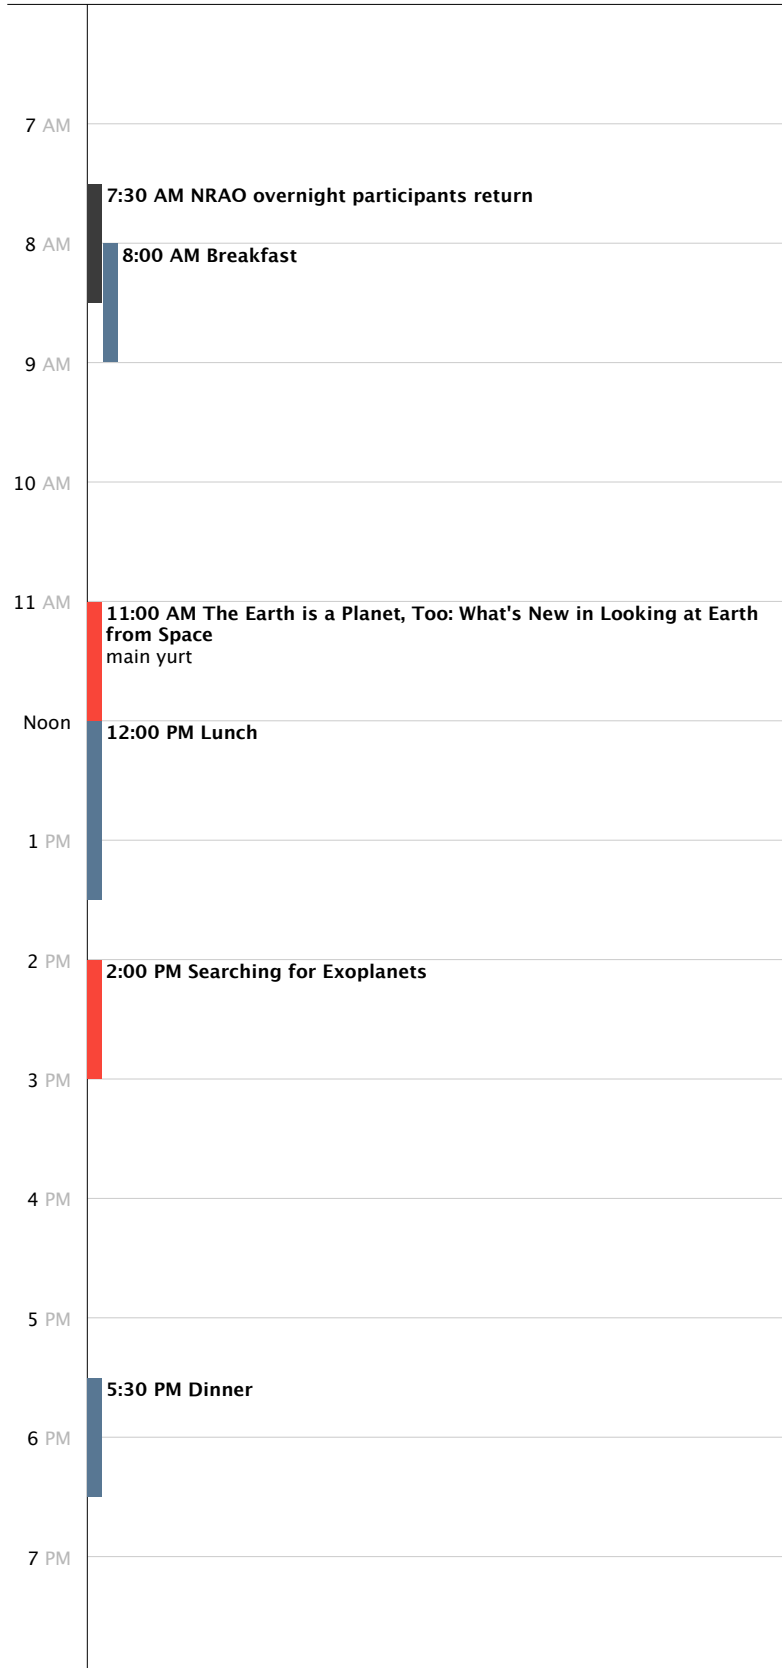 7 AM
7:30 AM NRAO overnight participants return
8 AM
8:00 AM Breakfast
9 AM
10 AM
11 AM
11:00 AM The Earth is a Planet, Too: What's New in Looking at Earth
from Space
main yurt
Noon
12:00 PM Lunch
1 PM
2 PM
2:00 PM Searching for Exoplanets
3 PM
4 PM
5 PM
5:30 PM Dinner
6 PM
7 PM